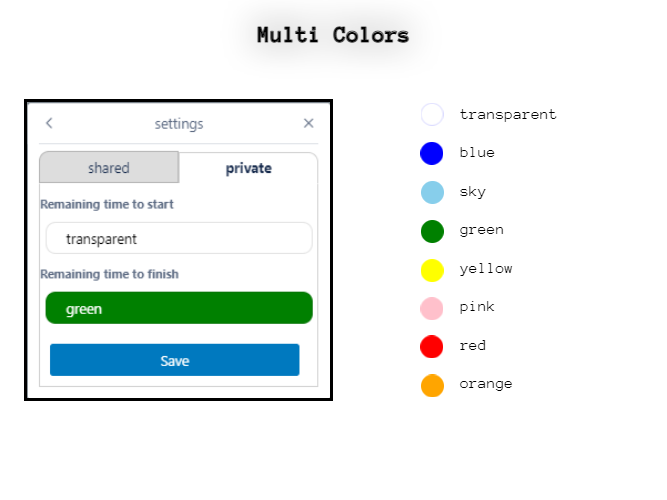 Multi Colors
settings
shared
private
Remaining time to start
transparent
Remaining time to finish
green
Save
transparent
blue
sky
green
yellow
pink
red
orange